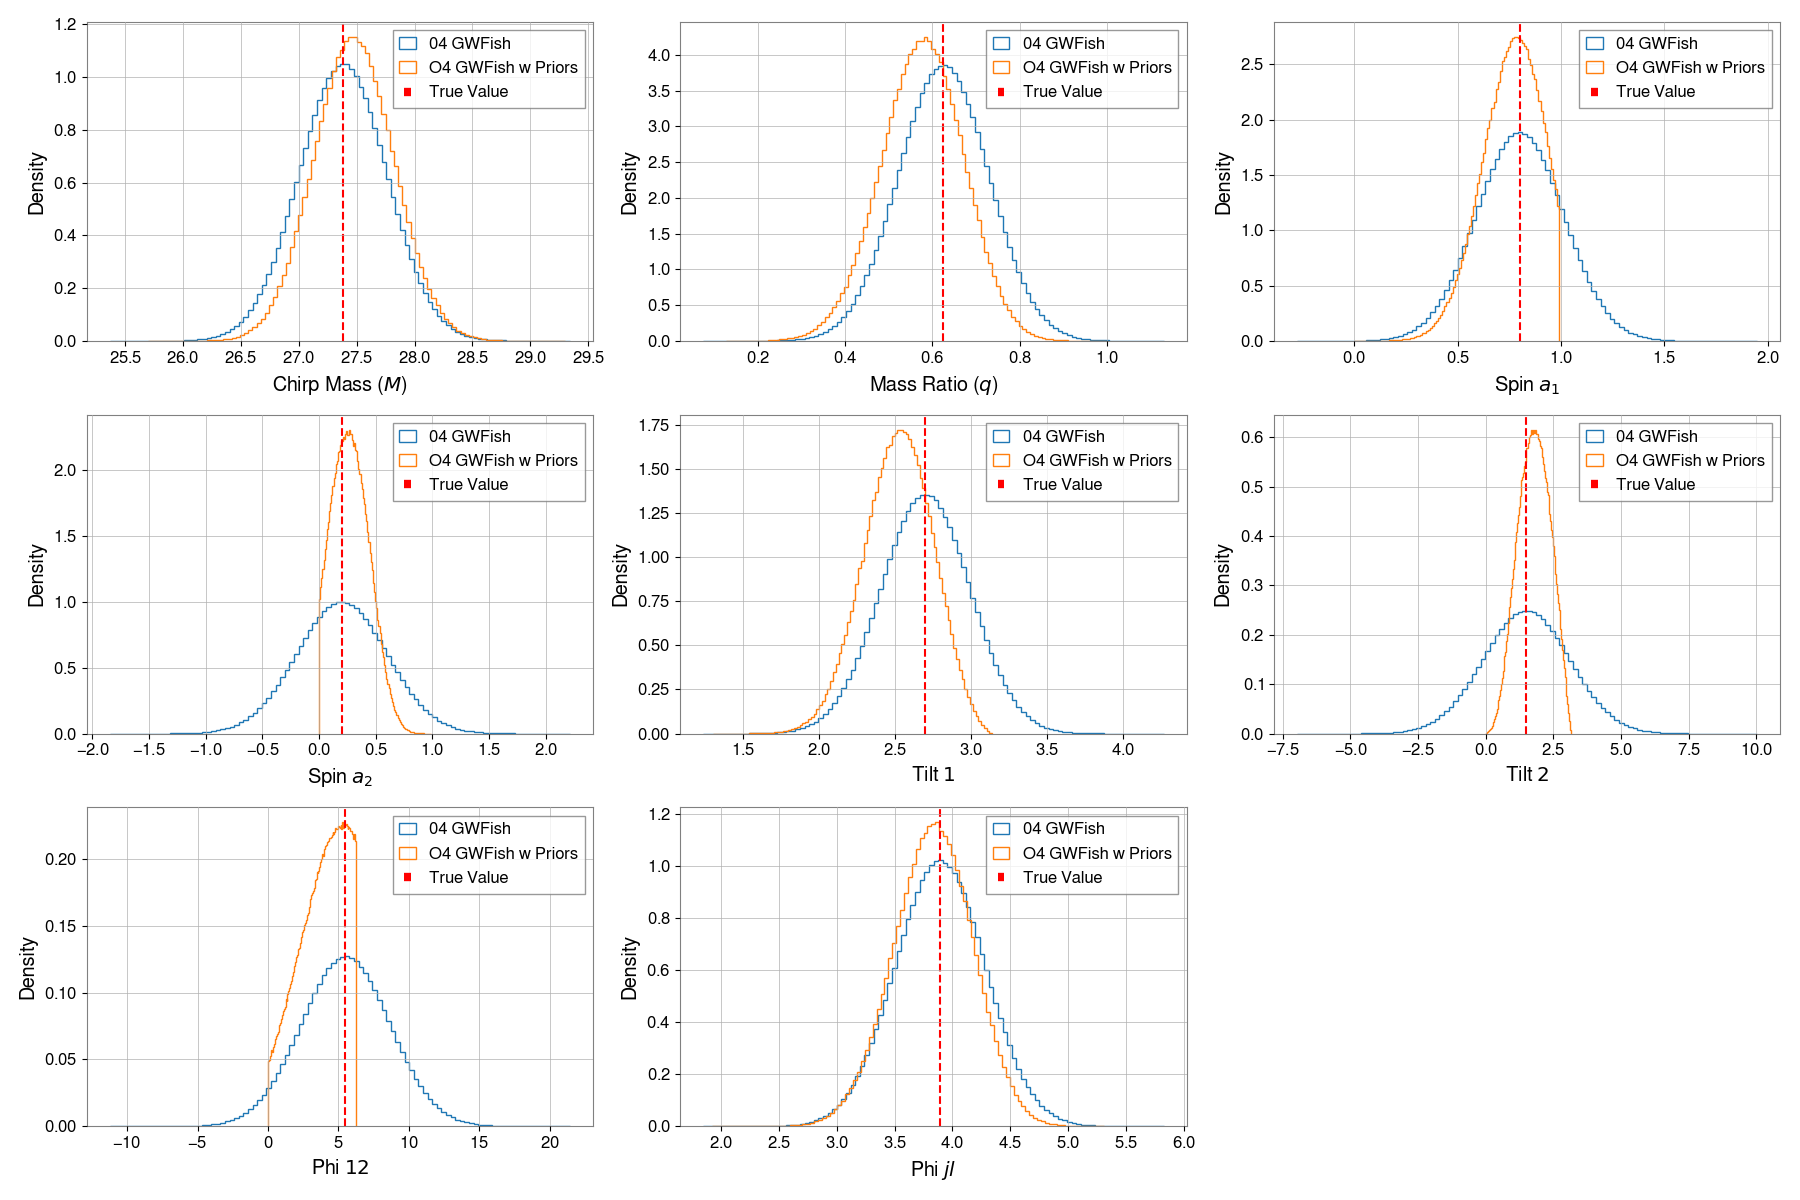 04 GWFish
O4 GWFish w Priors
True Value
Density
1.2
1.0
0.8
0.6
0.4
0.2
0.0
25.5 26.0 26.5 27.0 27.5 28.0 28.5 29.0 29.5
Chirp Mass (M)
04 GWFish
O4 GWFish w Priors
True Value
Density
4.0
3.5
3.0
2.5
2.0
1.5
1.0
0.5
0.0
0.2 0.4 0.6 0.8 1.0
Mass Ratio (q)
04 GWFish
O4 GWFish w Priors
True Value
Density
2.5
2.0
1.5
1.0
0.5
0.0
0.0 0.5 1.0 1.5 2.0
Spin a₁
04 GWFish
O4 GWFish w Priors
True Value
Density
2.0
1.5
1.0
0.5
0.0
−2.0 −1.5 −1.0 −0.5 0.0 0.5 1.0 1.5 2.0
Spin a₂
04 GWFish
O4 GWFish w Priors
True Value
Density
1.75
1.50
1.25
1.00
0.75
0.50
0.25
0.00
1.5 2.0 2.5 3.0 3.5 4.0
Tilt 1
04 GWFish
O4 GWFish w Priors
True Value
Density
0.6
0.5
0.4
0.3
0.2
0.1
0.0
−7.5 −5.0 −2.5 0.0 2.5 5.0 7.5 10.0
Tilt 2
04 GWFish
O4 GWFish w Priors
True Value
Density
0.20
0.15
0.10
0.05
0.00
−10 −5 0 5 10 15 20
Phi 12
04 GWFish
O4 GWFish w Priors
True Value
Density
1.2
1.0
0.8
0.6
0.4
0.2
0.0
2.0 2.5 3.0 3.5 4.0 4.5 5.0 5.5 6.0
Phi jl